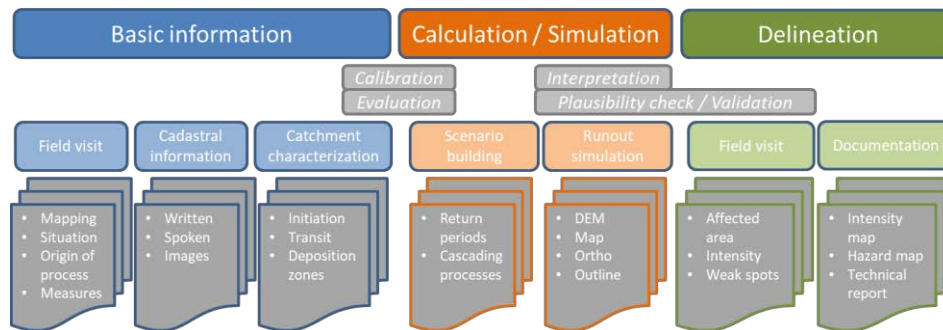 Basic information
Calculation / Simulation
Delineation
Calibration
Interpretation
Evaluation
Plausibility check / Validation
Field visit
Cadastral
information
Catchment
characterization
Scenario
building
Runout
simulation
Field visit
Documentation
• Mapping
• Situation
• Origin of
process
• Measures
• Written
• Spoken
• Images
• Initiation
• Transit
• Deposition
zones
• Return
periods
• Cascading
processes
• DEM
• Map
• Ortho
• Outline
• Affected
area
• Intensity
• Weak spots
• Intensity
map
• Hazard map
• Technical
report